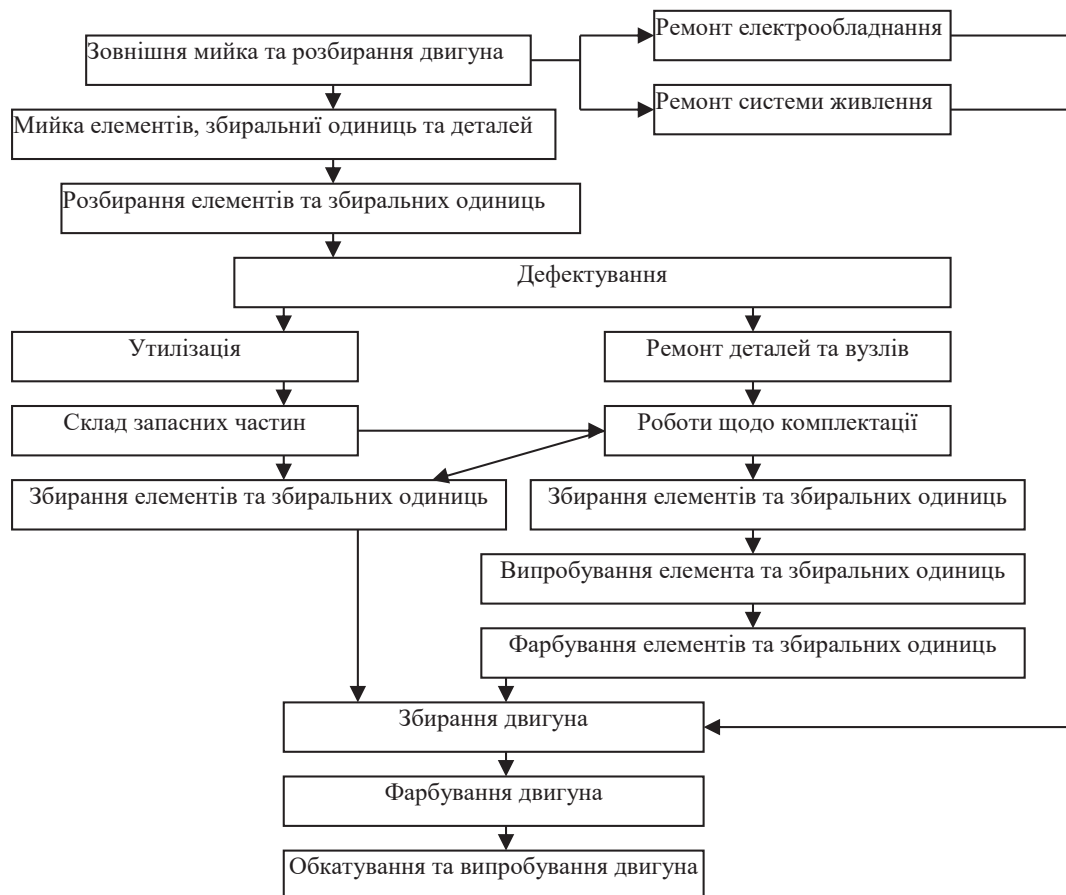 Зовнішня мийка та розбирання двигуна
Ремонт електрообладнання
Ремонт системи живлення
Мийка елементів, збиральниї одиниць та деталей
Розбирання елементів та збиральних одиниць
Дефектування
Утилізація
Ремонт деталей та вузлів
Склад запасних частин
Роботи щодо комплектації
Збирання елементів та збиральних одиниць
Збирання елементів та збиральних одиниць
Випробування елемента та збиральних одиниць
Фарбування елементів та збиральних одиниць
Збирання двигуна
Фарбування двигуна
Обкатування та випробування двигуна